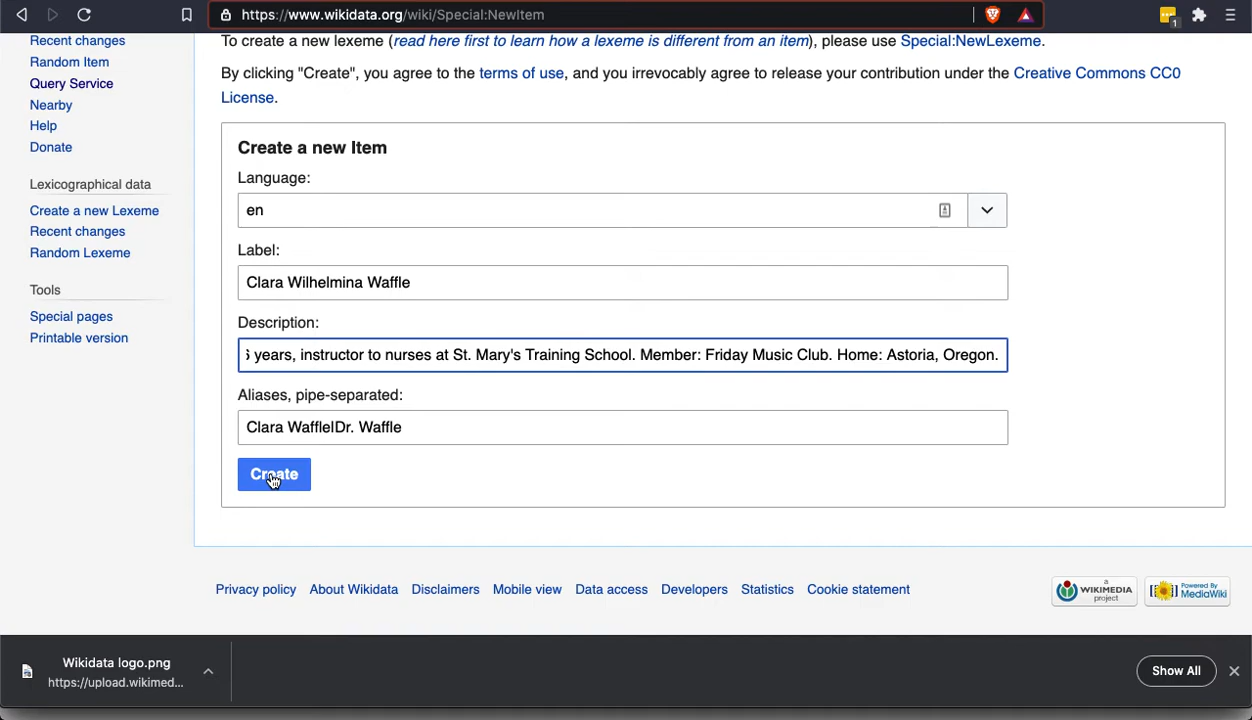 https://www.wikidata.org/wiki/Special:NewItem
1
Recent changes
Random Item
Query Service
Nearby
Help
Donate
Lexicographical data
Create a new Lexeme
Recent changes
Random Lexeme
Tools
Special pages
Printable version
To create a new lexeme (read here first to learn how a lexeme is different from an item), please use Special:NewLexeme.
By clicking "Create", you agree to the terms of use, and you irrevocably agree to release your contribution under the Creative Commons CC0
License.
Create a new Item
Language:
en
Label:
Clara Wilhelmina Waffle
Description:
years, instructor to nurses at St. Mary's Training School. Member: Friday Music Club. Home: Astoria, Oregon.
Aliases, pipe-separated:
Clara Waffle|Dr. Waffle
Create
Privacy policy About Wikidata Disclaimers Mobile view Data access Developers Statistics Cookie statement
a WIKIMEDIA project
Powered By MediaWiki
Wikidata logo.png
https://upload.wikimed...
Show All